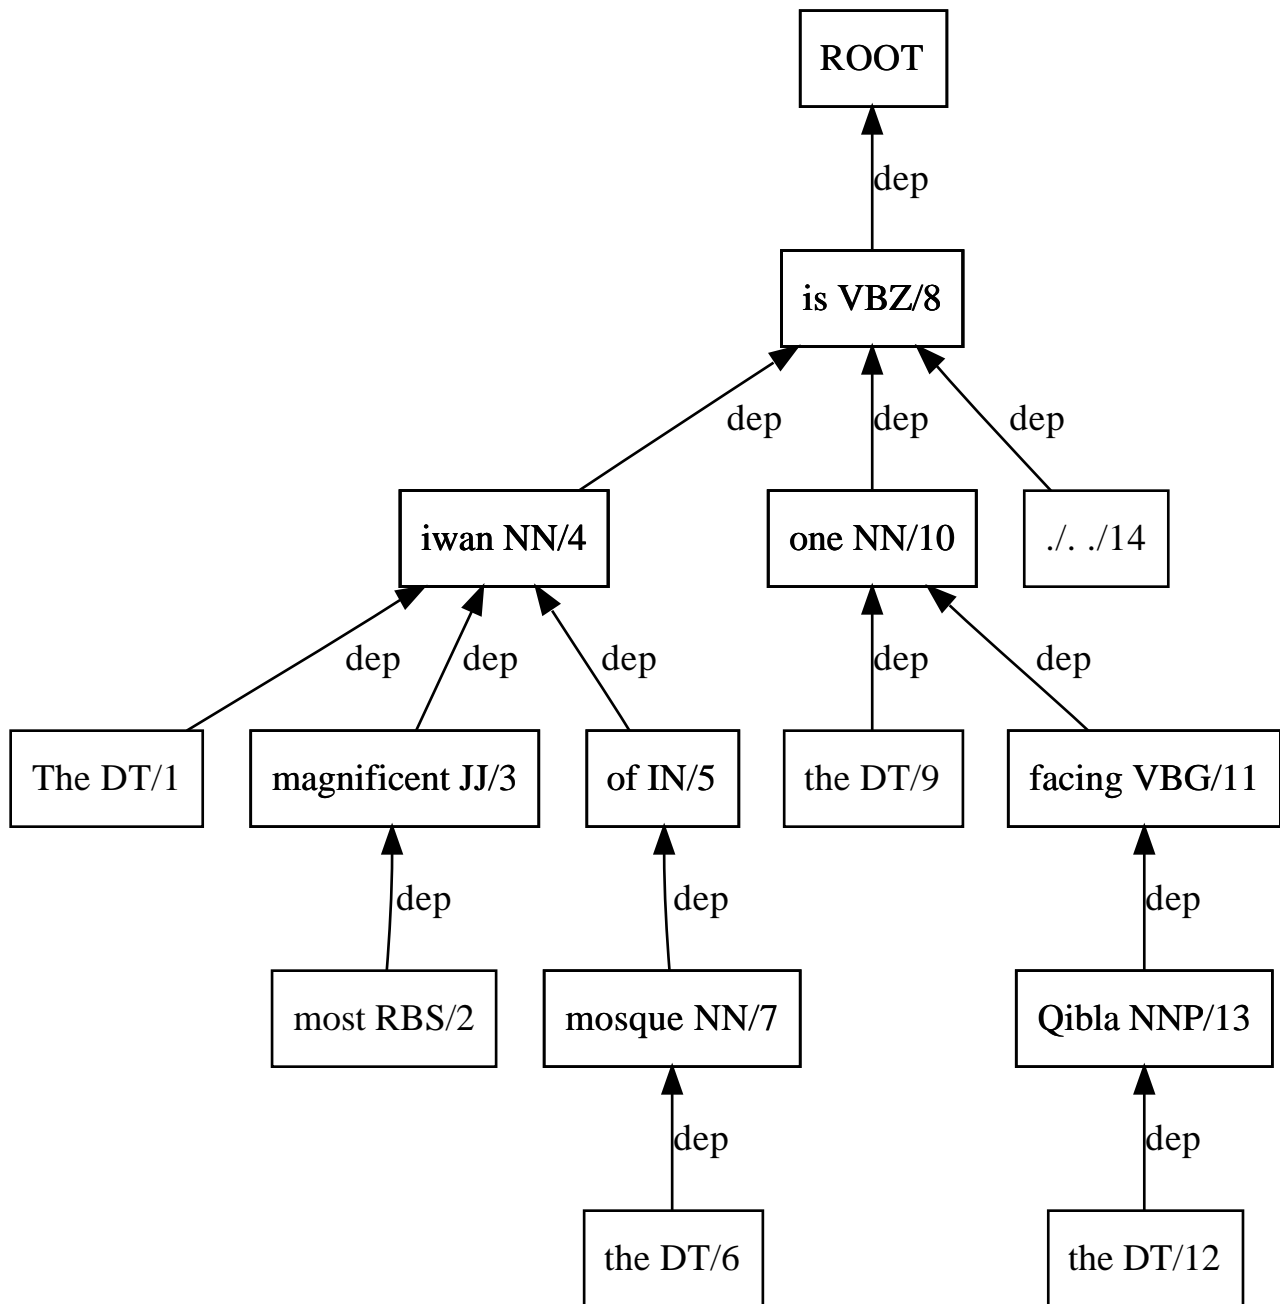 ROOT
dep
is VBZ/8
dep dep dep
iwan NN/4 one NN/10 ./. ./14
dep dep dep dep dep
The DT/1 magnificent JJ/3 of IN/5 the DT/9 facing VBG/11
dep dep dep
most RBS/2 mosque NN/7 Qibla NNP/13
dep dep
the DT/6 the DT/12